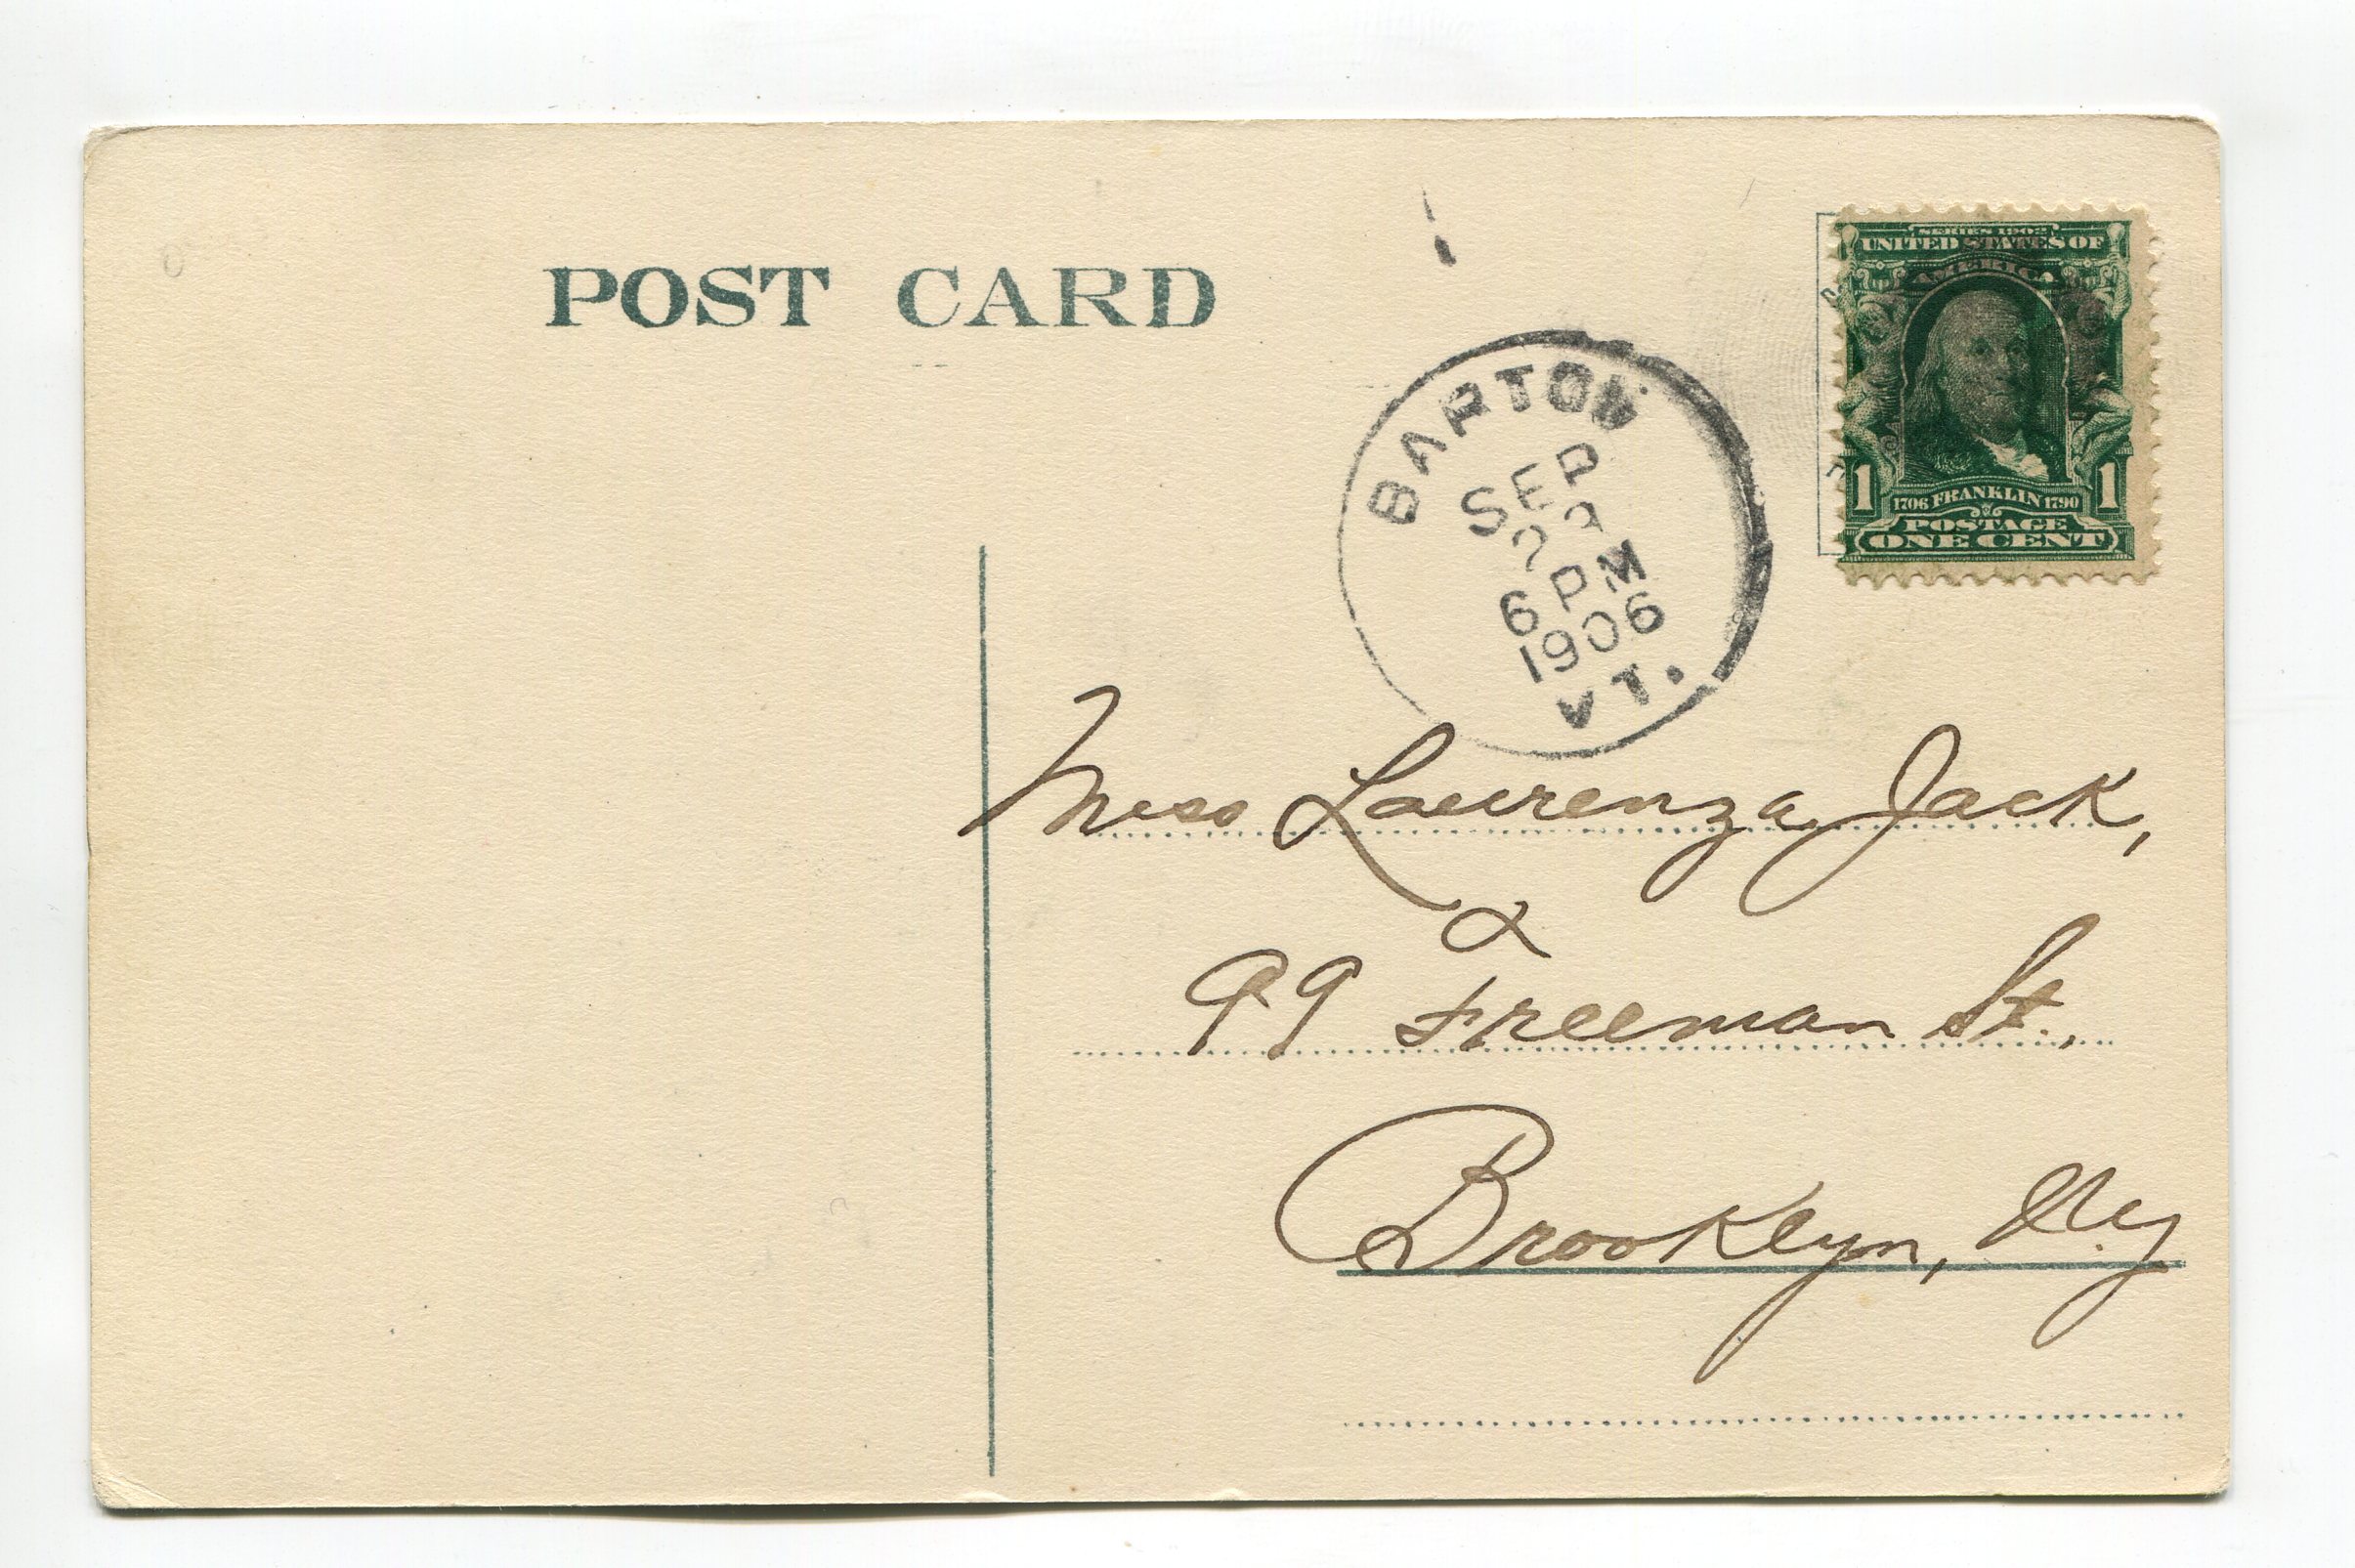 POST CARD
SERIES 1902
UNITED STATES OF
AMERICA
1 1
1706 FRANKLIN 1790
POSTAGE
ONE CENT
BARTON
SEP
6 PM
1906
VT.
Miss Laurenza Jack,
99 Freeman St.,
Brooklyn, N.Y